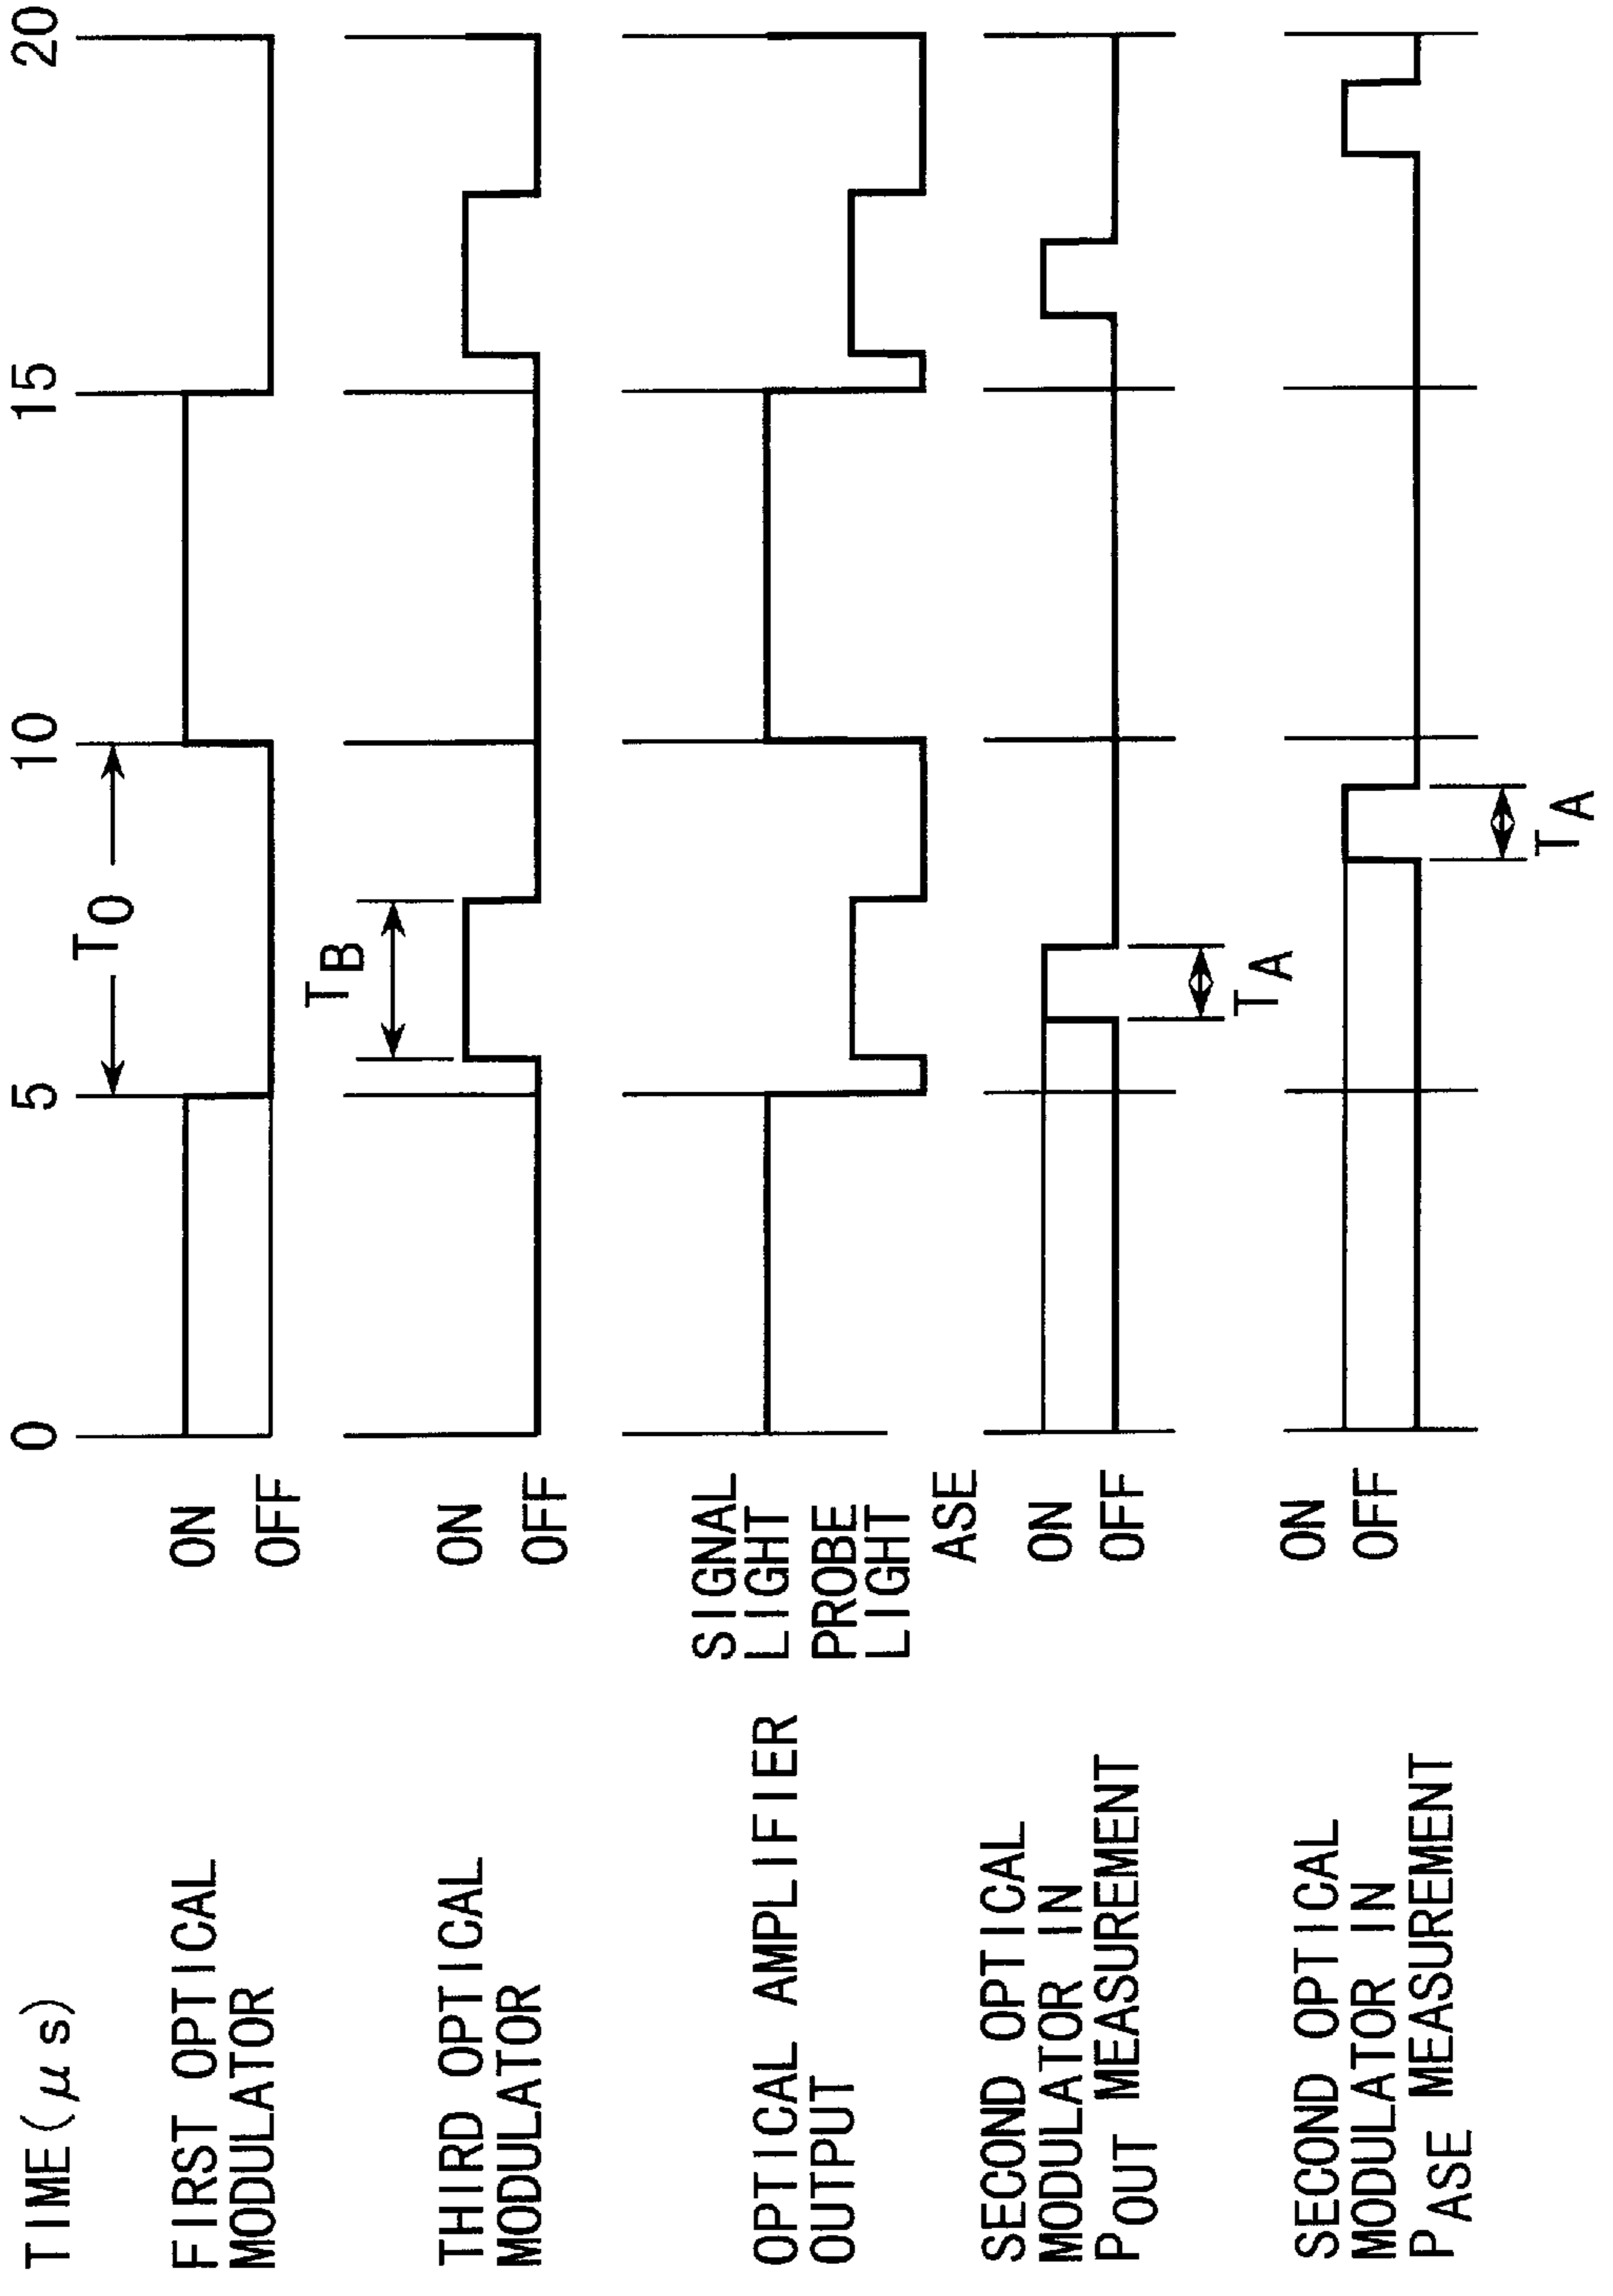 TIME(μs)
0 5 10 15 20
T0
FIRST OPTICAL
MODULATOR
ON
OFF
TB
THIRD OPTICAL
MODULATOR
ON
OFF
OPTICAL AMPLIFIER
OUTPUT
SIGNAL
LIGHT
PROBE
LIGHT
ASE
SECOND OPTICAL
MODULATOR IN
POUT MEASUREMENT
ON
OFF
TA
SECOND OPTICAL
MODULATOR IN
PASE MEASUREMENT
ON
OFF
TA